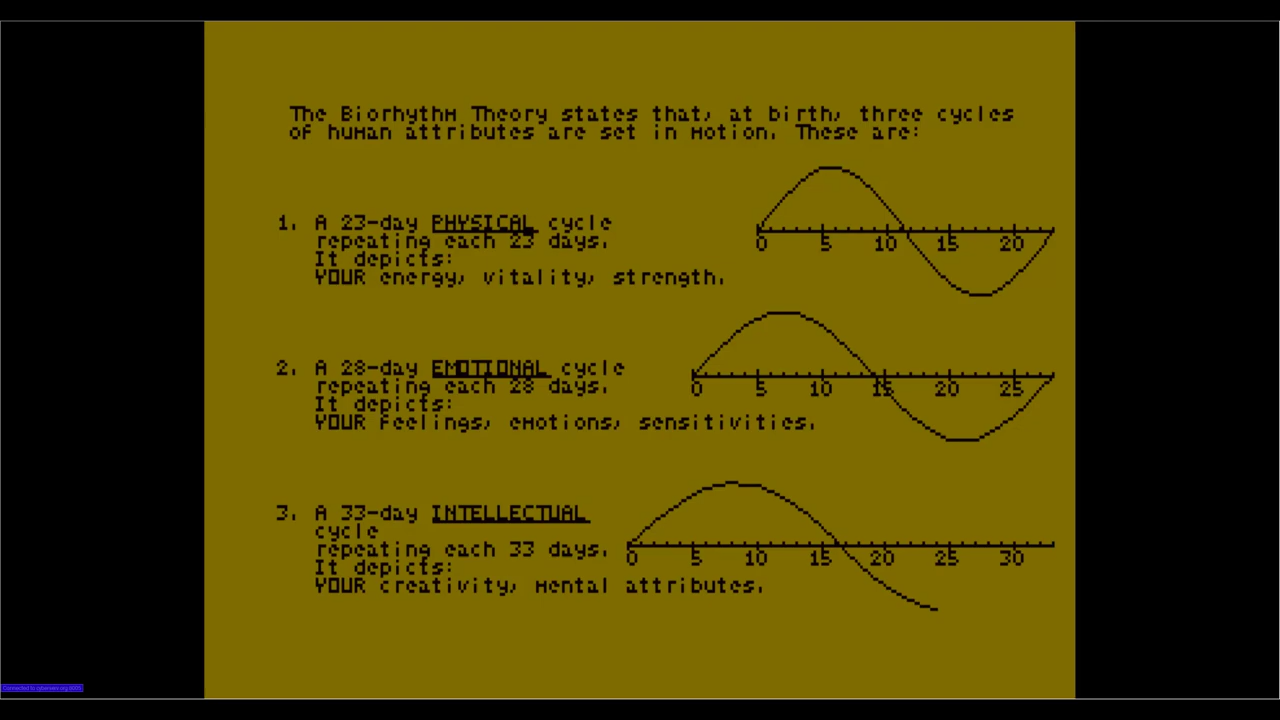 The Biorhythm Theory states that, at birth, three cycles
of human attributes are set in motion. These are:
1. A 23-day PHYSICAL cycle
repeating each 23 days.
It depicts:
YOUR energy, vitality, strength.
0 5 10 15 20
2. A 28-day EMOTIONAL cycle
repeating each 28 days.
It depicts:
YOUR feelings, emotions, sensitivities.
0 5 10 15 20 25
3. A 33-day INTELLECTUAL
cycle
repeating each 33 days.
It depicts:
YOUR creativity, mental attributes.
0 5 10 15 20 25 30
Connected to cyberserv.org